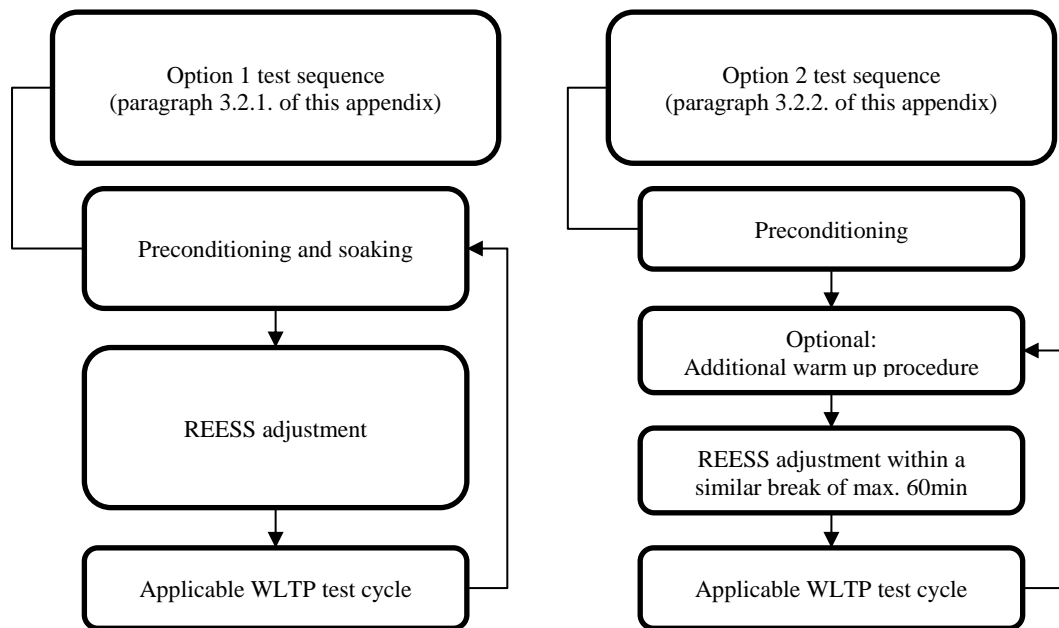 Option 1 test sequence
(paragraph 3.2.1. of this appendix)
Preconditioning and soaking
REESS adjustment
Applicable WLTP test cycle
Option 2 test sequence
(paragraph 3.2.2. of this appendix)
Preconditioning
Optional:
Additional warm up procedure
REESS adjustment within a
similar break of max. 60min
Applicable WLTP test cycle